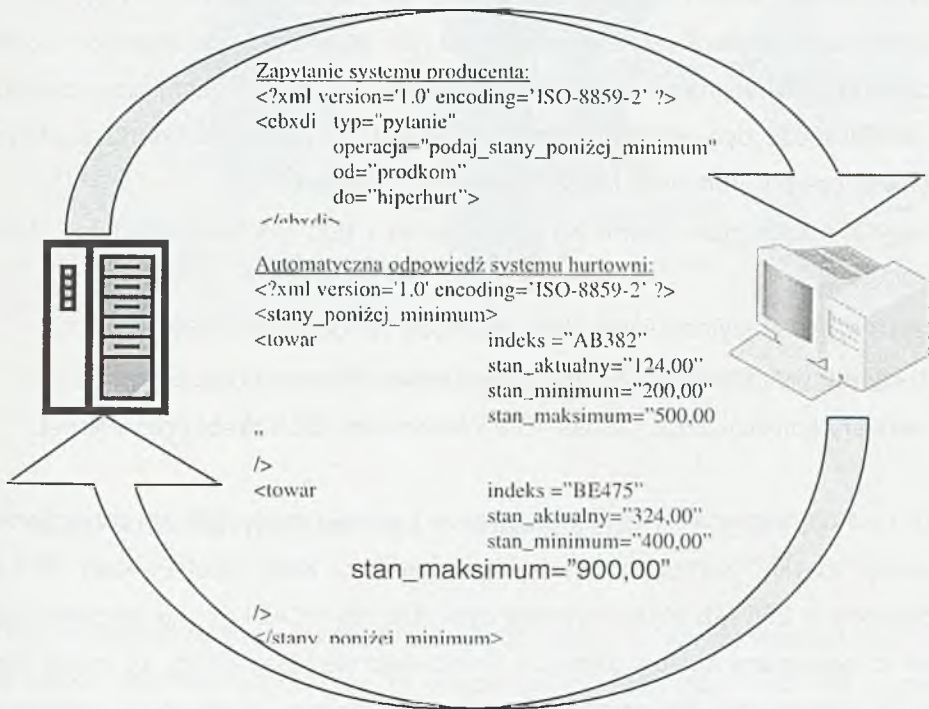 Zapytanie systemu producenta:
<?xml version='1.0' encoding='ISO-8859-2' ?>
<ebxdi typ="pytanie"
operacja="podaj_stany_poniżej_minimum"
od="prodkom"
do="hiperhurt">
</ebxdi>
Automatyczna odpowiedź systemu hurtowni:
<?xml version='1.0' encoding='ISO-8859-2' ?>
<stany_poniżej_minimum>
<towar indeks ="AB382"
stan_aktualny="124,00"
stan_minimum="200,00"
stan_maksimum="500,00
"
/>
<towar indeks ="BE475"
stan_aktualny="324,00"
stan_minimum="400,00"
stan_maksimum="900,00"
/>
</stany_poniżej_minimum>